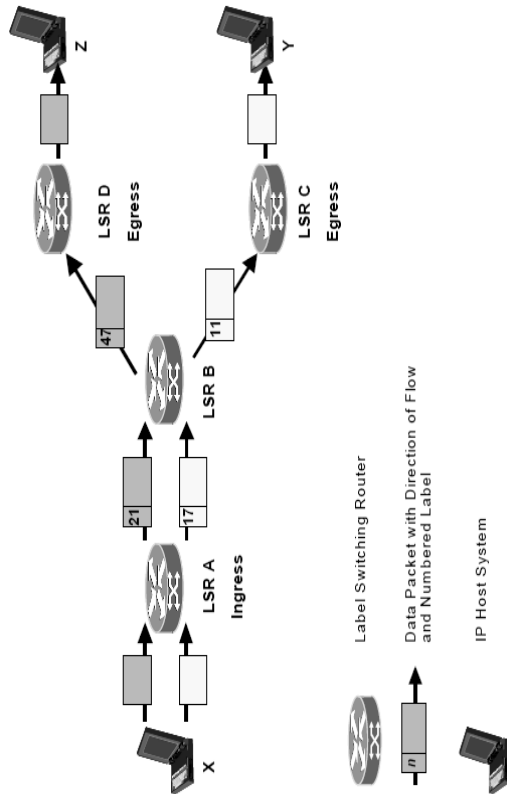 Z
Y
LSR D
Egress
LSR C
Egress
47
11
LSR B
21
17
LSR A
Ingress
X
Label Switching Router
n
Data Packet with Direction of Flow
and Numbered Label
IP Host System